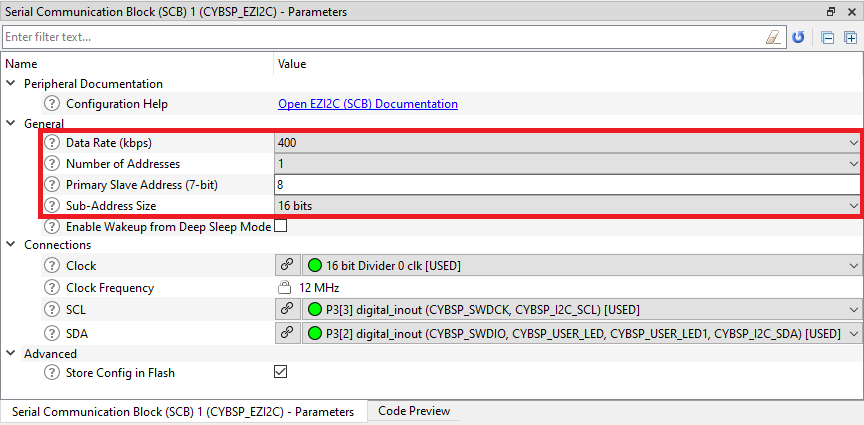 Serial Communication Block (SCB) 1 (CYBSP_EZI2C) - Parameters
Enter filter text...
Name Value
Peripheral Documentation
? Configuration Help Open EZI2C (SCB) Documentation
General
? Data Rate (kbps) 400
? Number of Addresses 1
? Primary Slave Address (7-bit) 8
? Sub-Address Size 16 bits
? Enable Wakeup from Deep Sleep Mode
Connections
? Clock 16 bit Divider 0 clk [USED]
? Clock Frequency 12 MHz
? SCL P3[3] digital_inout (CYBSP_SWDCK, CYBSP_I2C_SCL) [USED]
? SDA P3[2] digital_inout (CYBSP_SWDIO, CYBSP_USER_LED, CYBSP_USER_LED1, CYBSP_I2C_SDA) [USED]
Advanced
? Store Config in Flash
Serial Communication Block (SCB) 1 (CYBSP_EZI2C) - Parameters Code Preview